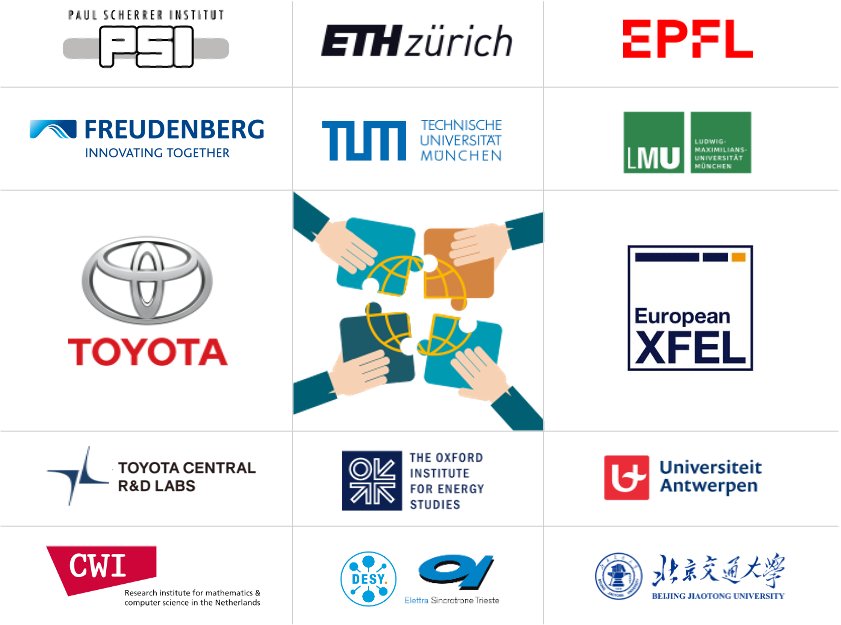 PAUL SCHERRER INSTITUT
PSI
ETH zürich
EPFL
FREUDENBERG
INNOVATING TOGETHER
TUM
TECHNISCHE
UNIVERSITÄT
MÜNCHEN
LMU
LUDWIG-
MAXIMILIANS-
UNIVERSITÄT
MÜNCHEN
TOYOTA
European
XFEL
TOYOTA CENTRAL
R&D LABS
THE OXFORD
INSTITUTE
FOR ENERGY
STUDIES
Universiteit
Antwerpen
CWI
Research institute for mathematics &
computer science in the Netherlands
DESY.
Elettra Sincrotrone Trieste
北京交通大学
BEIJING JIAOTONG UNIVERSITY